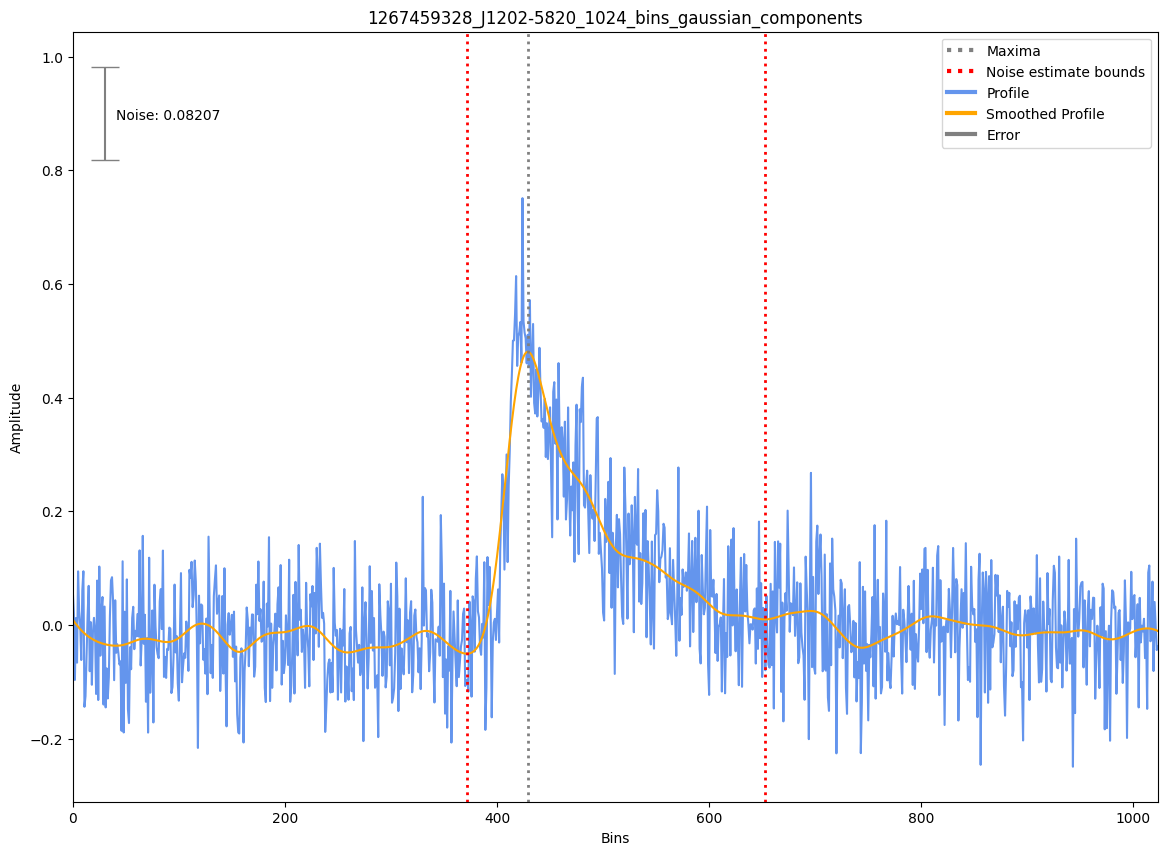 1267459328_J1202-5820_1024_bins_gaussian_components
Maxima
Noise estimate bounds
Profile
Smoothed Profile
Error
Noise: 0.08207
Amplitude
1.0
0.8
0.6
0.4
0.2
0.0
−0.2
0
200
400
600
800
1000
Bins